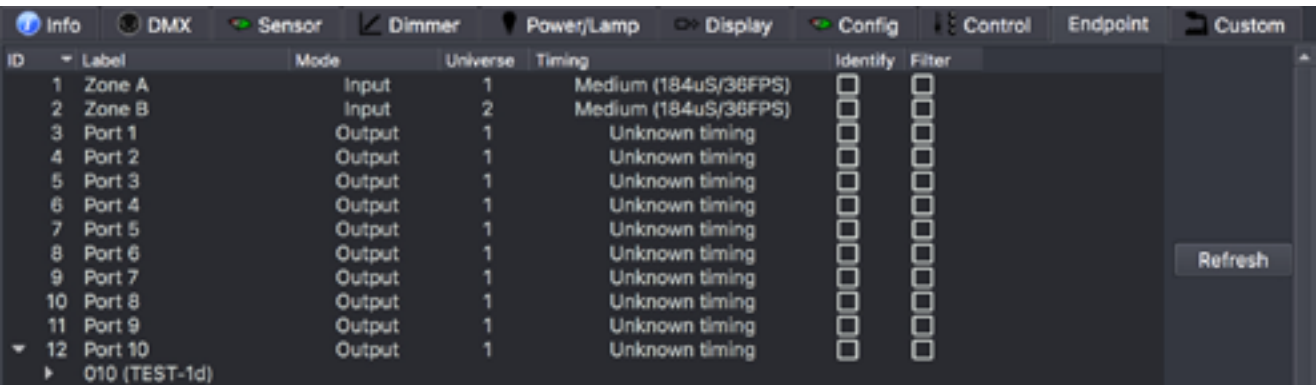 Info DMX Sensor Dimmer Power/Lamp Display Config Control Endpoint Custom
ID Label Mode Universe Timing Identify Filter
1 Zone A Input 1 Medium (184uS/36FPS)
2 Zone B Input 2 Medium (184uS/36FPS)
3 Port 1 Output 1 Unknown timing
4 Port 2 Output 1 Unknown timing
5 Port 3 Output 1 Unknown timing
6 Port 4 Output 1 Unknown timing
7 Port 5 Output 1 Unknown timing
8 Port 6 Output 1 Unknown timing
Refresh
9 Port 7 Output 1 Unknown timing
10 Port 8 Output 1 Unknown timing
11 Port 9 Output 1 Unknown timing
12 Port 10 Output 1 Unknown timing
010 (TEST-1d)